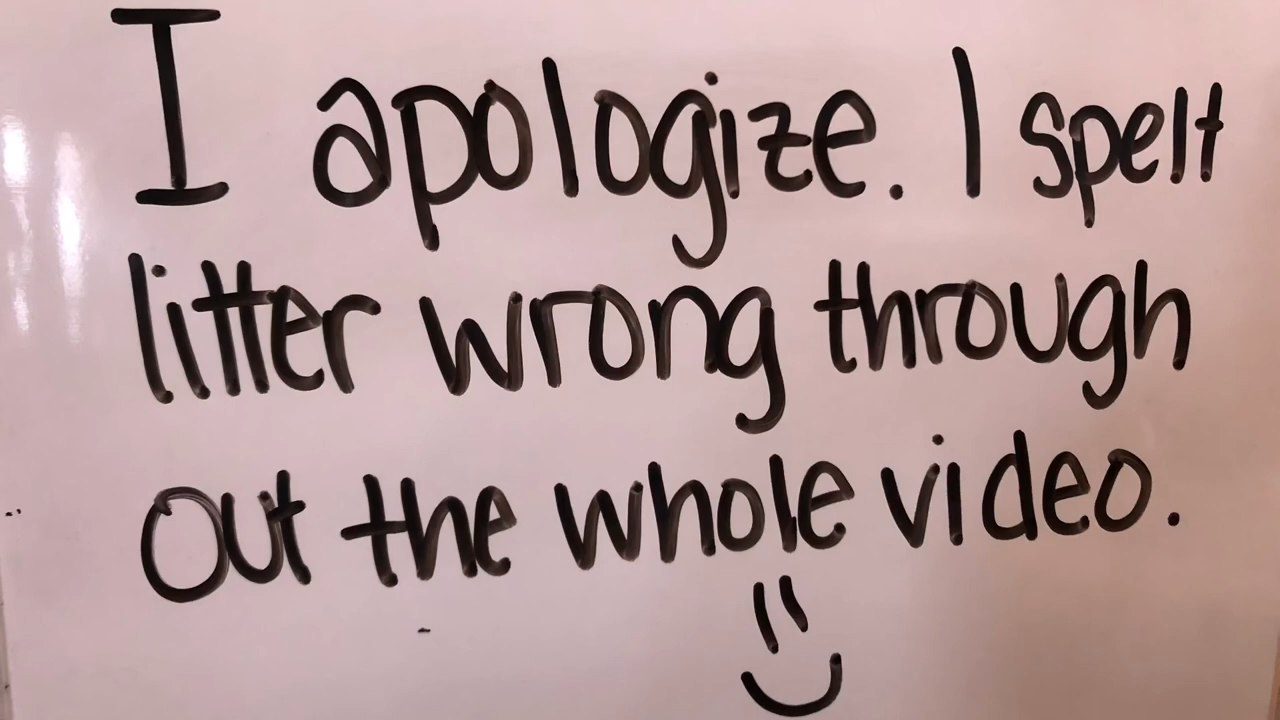 I apologize. I spelt
litter wrong through
out the whole video.